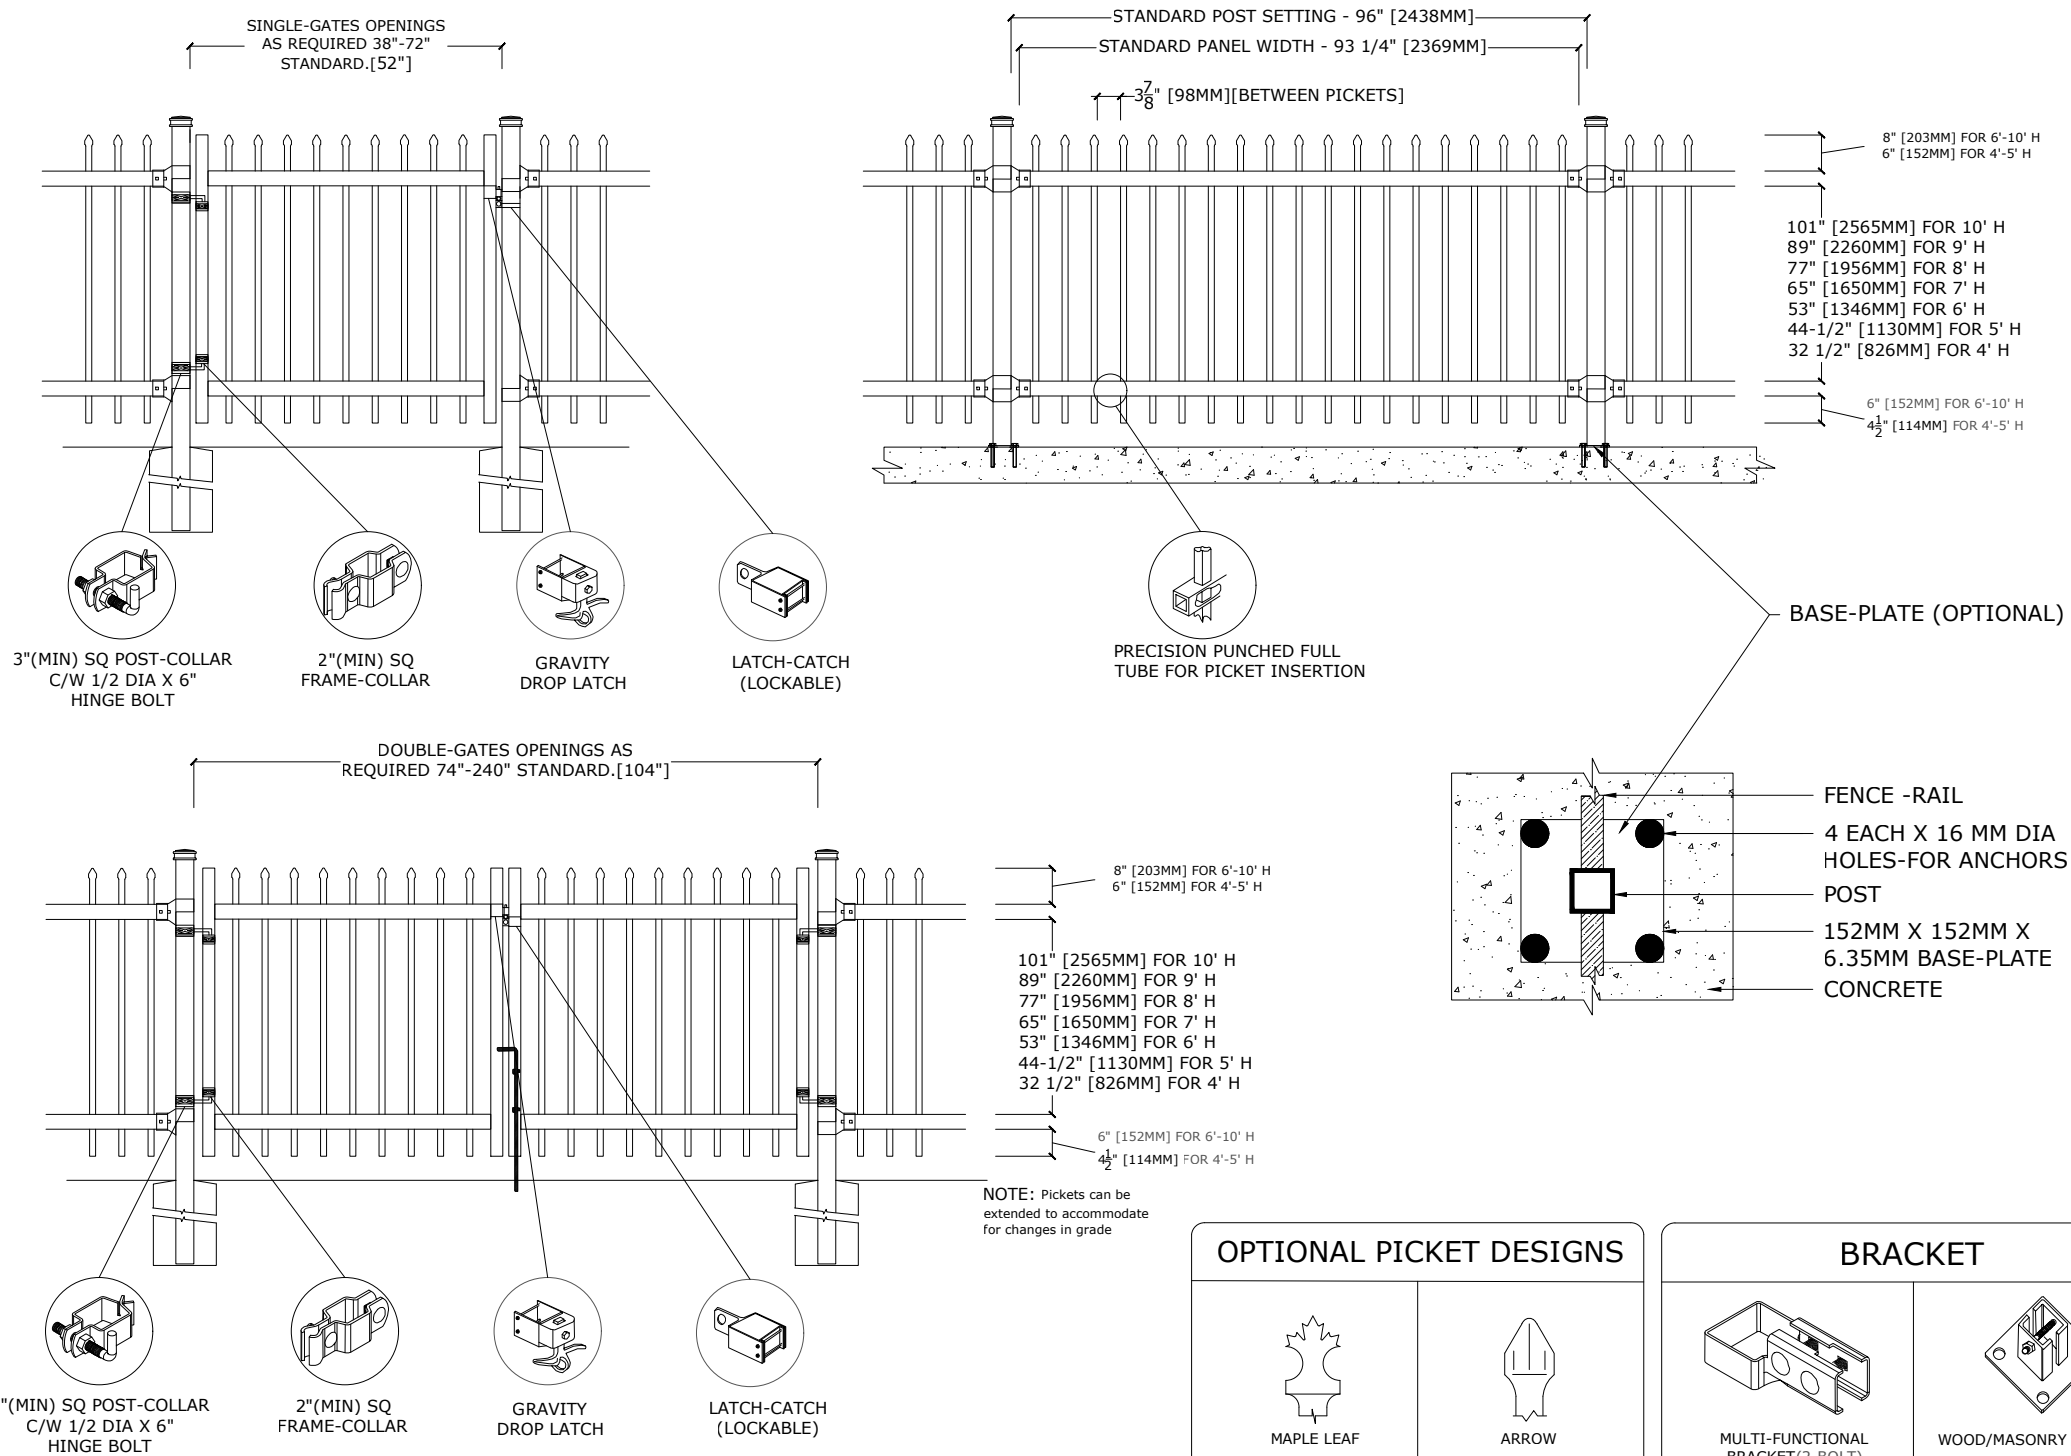 SINGLE-GATES OPENINGS
AS REQUIRED 38"-72"
STANDARD.[52"]
STANDARD POST SETTING - 96" [2438MM]
STANDARD PANEL WIDTH - 93 1/4" [2369MM]
3 7/8" [98MM][BETWEEN PICKETS]
8" [203MM] FOR 6'-10' H
6" [152MM] FOR 4'-5' H
101" [2565MM] FOR 10' H
89" [2260MM] FOR 9' H
77" [1956MM] FOR 8' H
65" [1650MM] FOR 7' H
53" [1346MM] FOR 6' H
44-1/2" [1130MM] FOR 5' H
32 1/2" [826MM] FOR 4' H
6" [152MM] FOR 6'-10' H
4 1/2" [114MM] FOR 4'-5' H
3"(MIN) SQ POST-COLLAR
C/W 1/2 DIA X 6"
HINGE BOLT
2"(MIN) SQ
FRAME-COLLAR
GRAVITY
DROP LATCH
LATCH-CATCH
(LOCKABLE)
PRECISION PUNCHED FULL
TUBE FOR PICKET INSERTION
BASE-PLATE (OPTIONAL)
FENCE -RAIL
4 EACH X 16 MM DIA
HOLES-FOR ANCHORS
POST
152MM X 152MM X
6.35MM BASE-PLATE
CONCRETE
DOUBLE-GATES OPENINGS AS
REQUIRED 74"-240" STANDARD.[104"]
8" [203MM] FOR 6'-10' H
6" [152MM] FOR 4'-5' H
101" [2565MM] FOR 10' H
89" [2260MM] FOR 9' H
77" [1956MM] FOR 8' H
65" [1650MM] FOR 7' H
53" [1346MM] FOR 6' H
44-1/2" [1130MM] FOR 5' H
32 1/2" [826MM] FOR 4' H
6" [152MM] FOR 6'-10' H
4 1/2" [114MM] FOR 4'-5' H
NOTE: Pickets can be
extended to accommodate
for changes in grade
"(MIN) SQ POST-COLLAR
C/W 1/2 DIA X 6"
HINGE BOLT
2"(MIN) SQ
FRAME-COLLAR
GRAVITY
DROP LATCH
LATCH-CATCH
(LOCKABLE)
OPTIONAL PICKET DESIGNS
MAPLE LEAF
ARROW
BRACKET
MULTI-FUNCTIONAL
BRACKET(2-BOLT)
WOOD/MASONRY